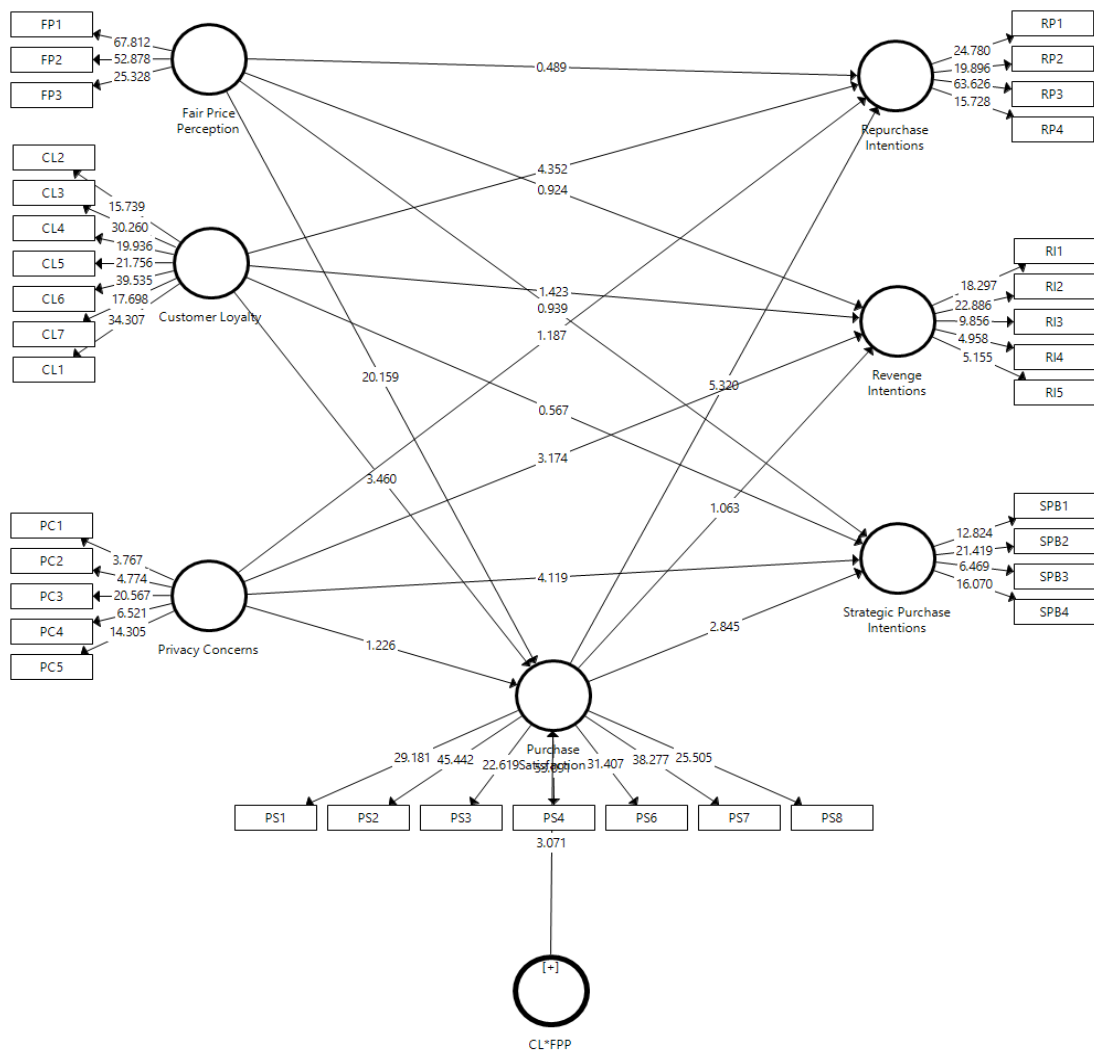 FP1
FP2
FP3
67.812
52.878
25.328
Fair Price
Perception
RP1
RP2
RP3
RP4
24.780
19.896
63.626
15.728
Repurchase
Intentions
0.489
CL2
CL3
CL4
CL5
CL6
CL7
CL1
15.739
30.260
19.936
21.756
39.535
17.698
34.307
Customer Loyalty
4.352
0.924
RI1
RI2
RI3
RI4
RI5
18.297
22.886
9.856
4.958
5.155
Revenge
Intentions
1.423
0.939
1.187
20.159
5.320
0.567
3.174
3.460
1.063
PC1
PC2
PC3
PC4
PC5
3.767
4.774
20.567
6.521
14.305
Privacy Concerns
4.119
SPB1
SPB2
SPB3
SPB4
12.824
21.419
6.469
16.070
Strategic Purchase
Intentions
2.845
1.226
Purchase
Satisfaction
29.181
45.442
22.619
31.407
38.277
25.505
PS1
PS2
PS3
PS4
PS6
PS7
PS8
3.071
[+]
CL*FPP